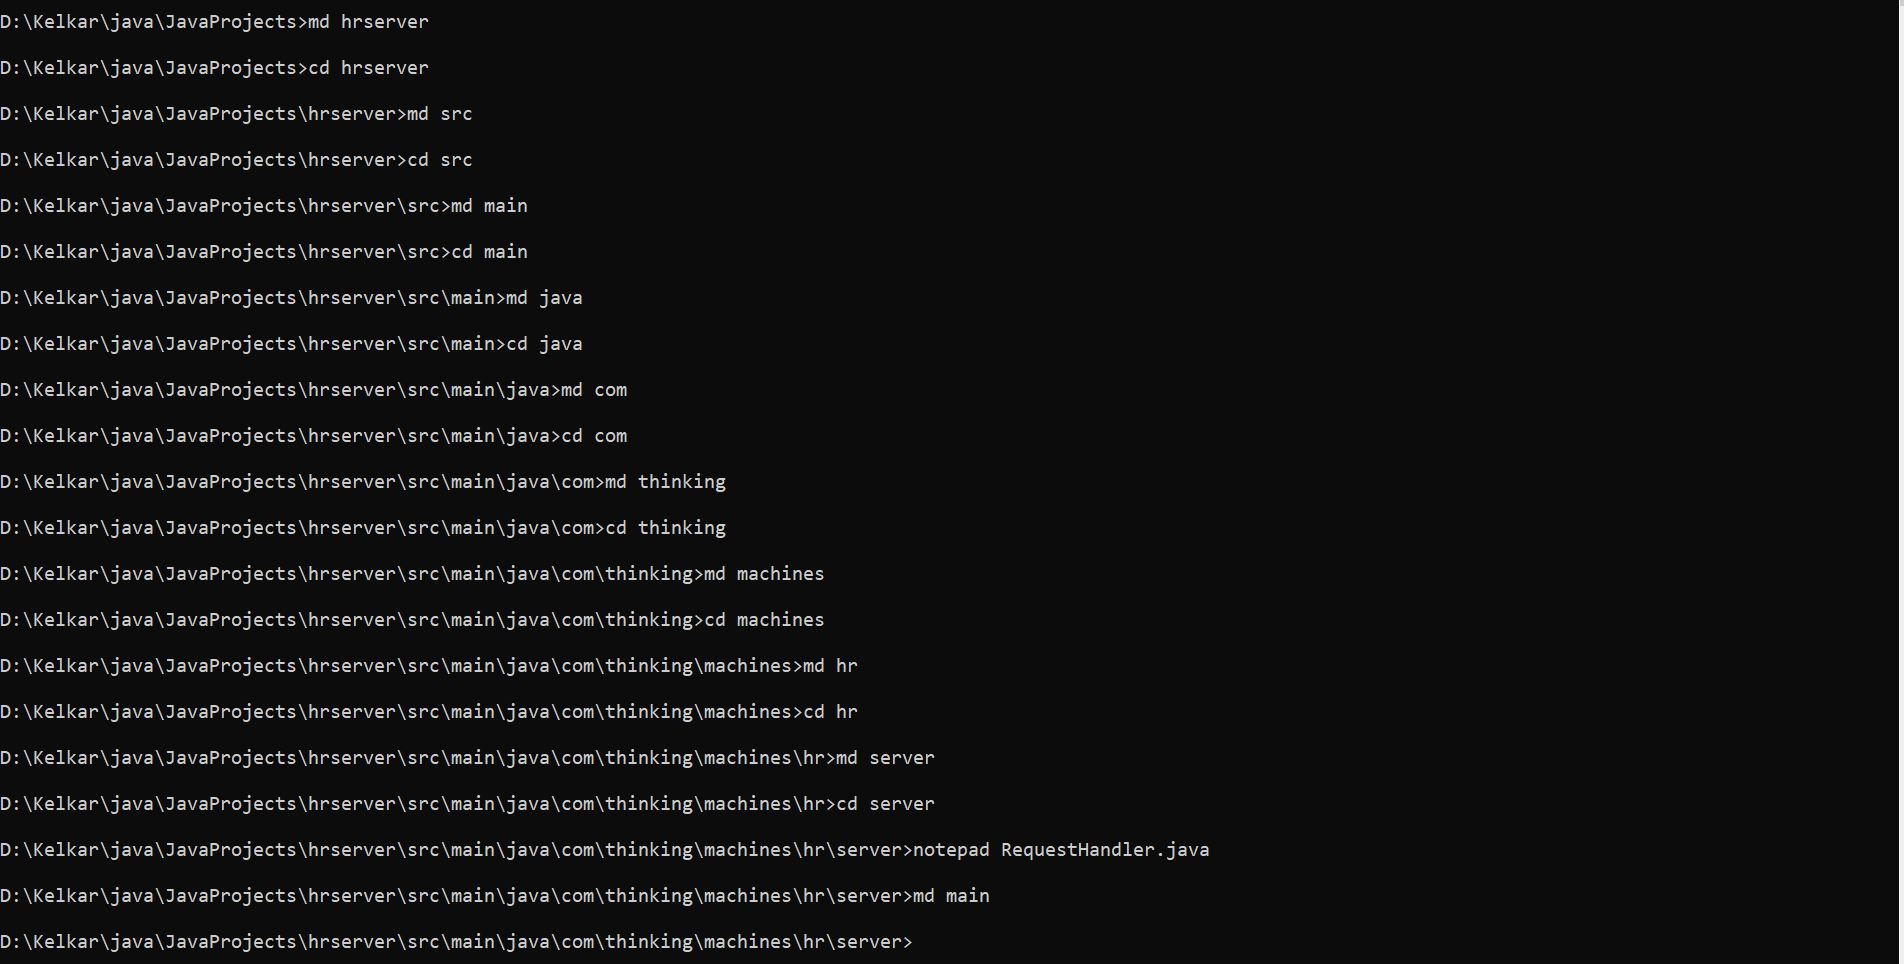 D:\Kelkar\java\JavaProjects>md hrserver
D:\Kelkar\java\JavaProjects>cd hrserver
D:\Kelkar\java\JavaProjects\hrserver>md src
D:\Kelkar\java\JavaProjects\hrserver>cd src
D:\Kelkar\java\JavaProjects\hrserver\src>md main
D:\Kelkar\java\JavaProjects\hrserver\src>cd main
D:\Kelkar\java\JavaProjects\hrserver\src\main>md java
D:\Kelkar\java\JavaProjects\hrserver\src\main>cd java
D:\Kelkar\java\JavaProjects\hrserver\src\main\java>md com
D:\Kelkar\java\JavaProjects\hrserver\src\main\java>cd com
D:\Kelkar\java\JavaProjects\hrserver\src\main\java\com>md thinking
D:\Kelkar\java\JavaProjects\hrserver\src\main\java\com>cd thinking
D:\Kelkar\java\JavaProjects\hrserver\src\main\java\com\thinking>md machines
D:\Kelkar\java\JavaProjects\hrserver\src\main\java\com\thinking>cd machines
D:\Kelkar\java\JavaProjects\hrserver\src\main\java\com\thinking\machines>md hr
D:\Kelkar\java\JavaProjects\hrserver\src\main\java\com\thinking\machines>cd hr
D:\Kelkar\java\JavaProjects\hrserver\src\main\java\com\thinking\machines\hr>md server
D:\Kelkar\java\JavaProjects\hrserver\src\main\java\com\thinking\machines\hr>cd server
D:\Kelkar\java\JavaProjects\hrserver\src\main\java\com\thinking\machines\hr\server>notepad RequestHandler.java
D:\Kelkar\java\JavaProjects\hrserver\src\main\java\com\thinking\machines\hr\server>md main
D:\Kelkar\java\JavaProjects\hrserver\src\main\java\com\thinking\machines\hr\server>